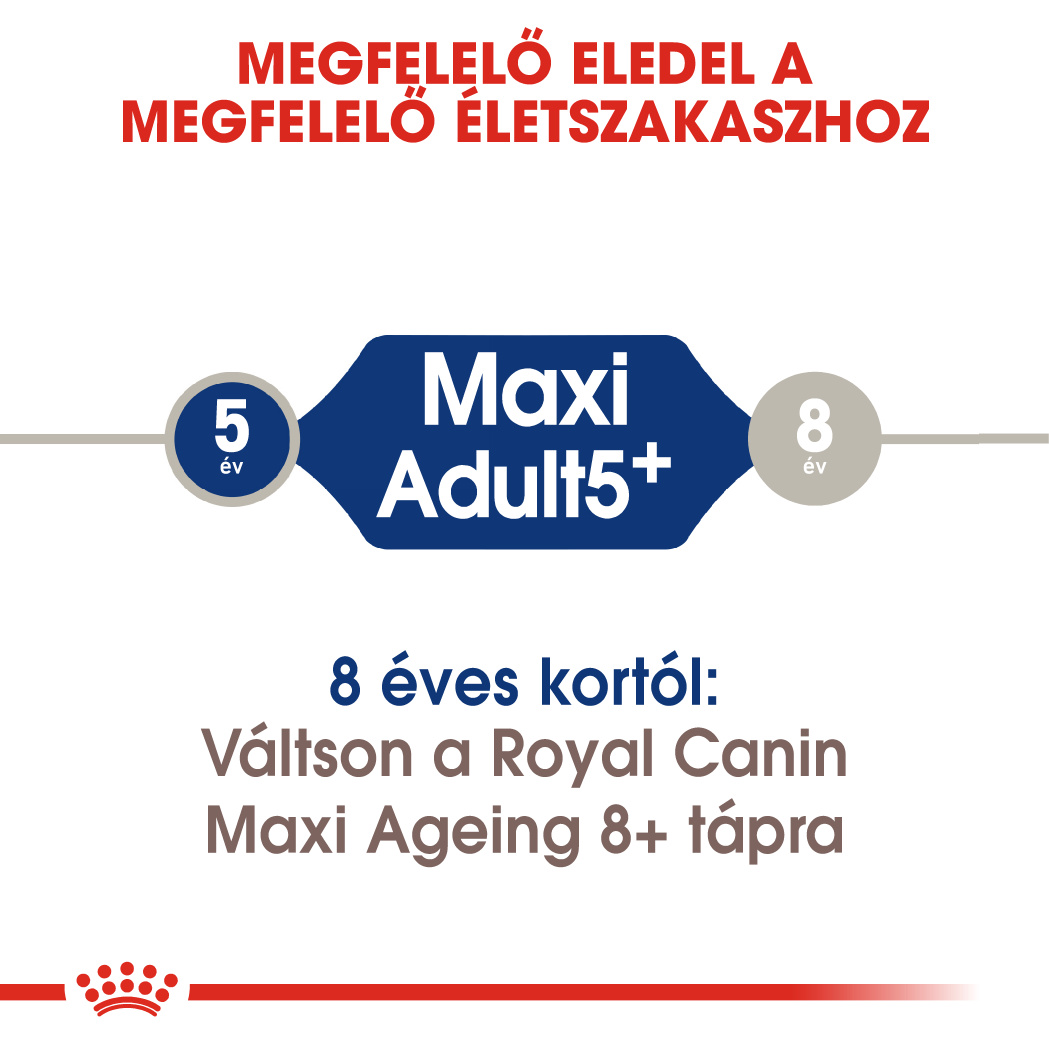 MEGFELELŐ ELEDEL A
MEGFELELŐ ÉLETSZAKASZHOZ
5
év
Maxi
Adult5+
8
év
8 éves kortól:
Váltson a Royal Canin
Maxi Ageing 8+ tápra